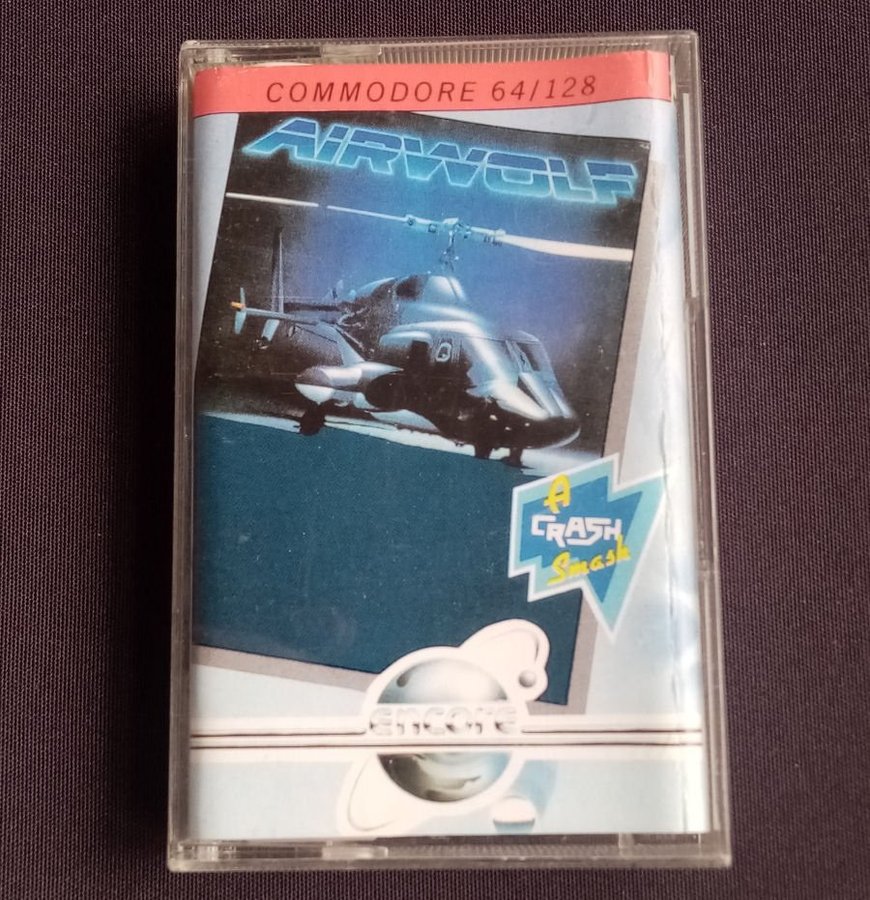 COMMODORE 64/128
AIRWOLF
A
CRASH
Smash
encore